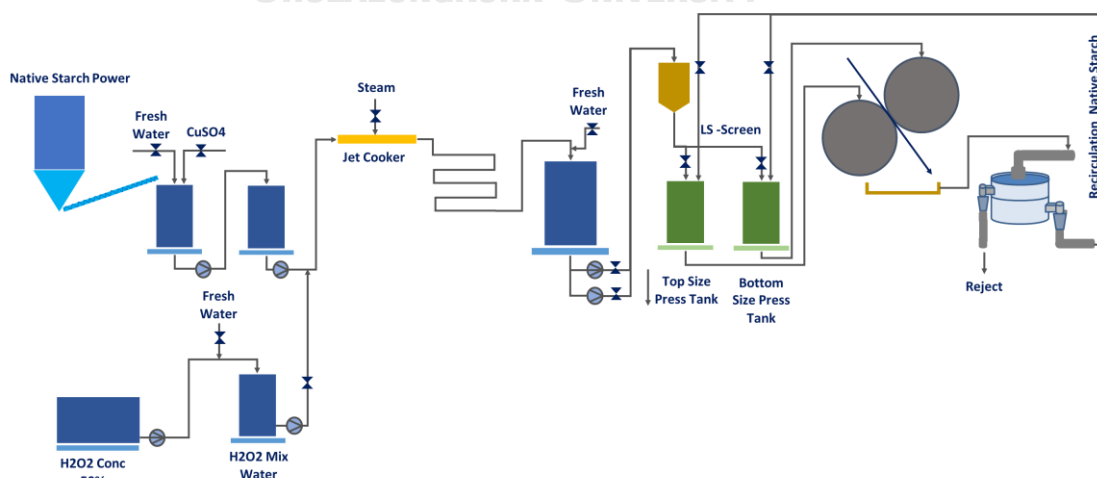 Native Starch Power
Fresh
Water
CuSO4
Steam
Jet Cooker
Fresh
Water
LS -Screen
Top Size
Press Tank
Bottom
Size Press
Tank
Recirculation Native Starch
Reject
Fresh
Water
H2O2 Mix
Water
H2O2 Conc